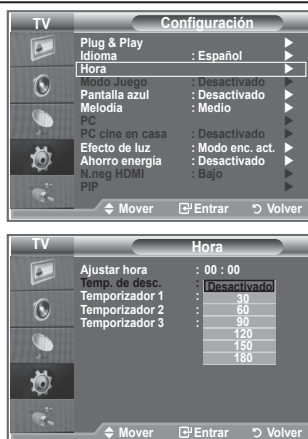 TV Configuración
Plug & Play
Idioma : Español
Hora
Modo Juego : Desactivado
Pantalla azul : Desactivado
Melodía : Medio
PC
PC cine en casa : Desactivado
Efecto de luz : Modo enc. act.
Ahorro energía : Desactivado
N.neg HDMI : Bajo
PIP
Mover Entrar Volver
TV Hora
Ajustar hora : 00 : 00
Temp. de desc. : Desactivado
Temporizador 1 : 30
Temporizador 2 : 60
Temporizador 3 : 90
120
150
180
Mover Entrar Volver